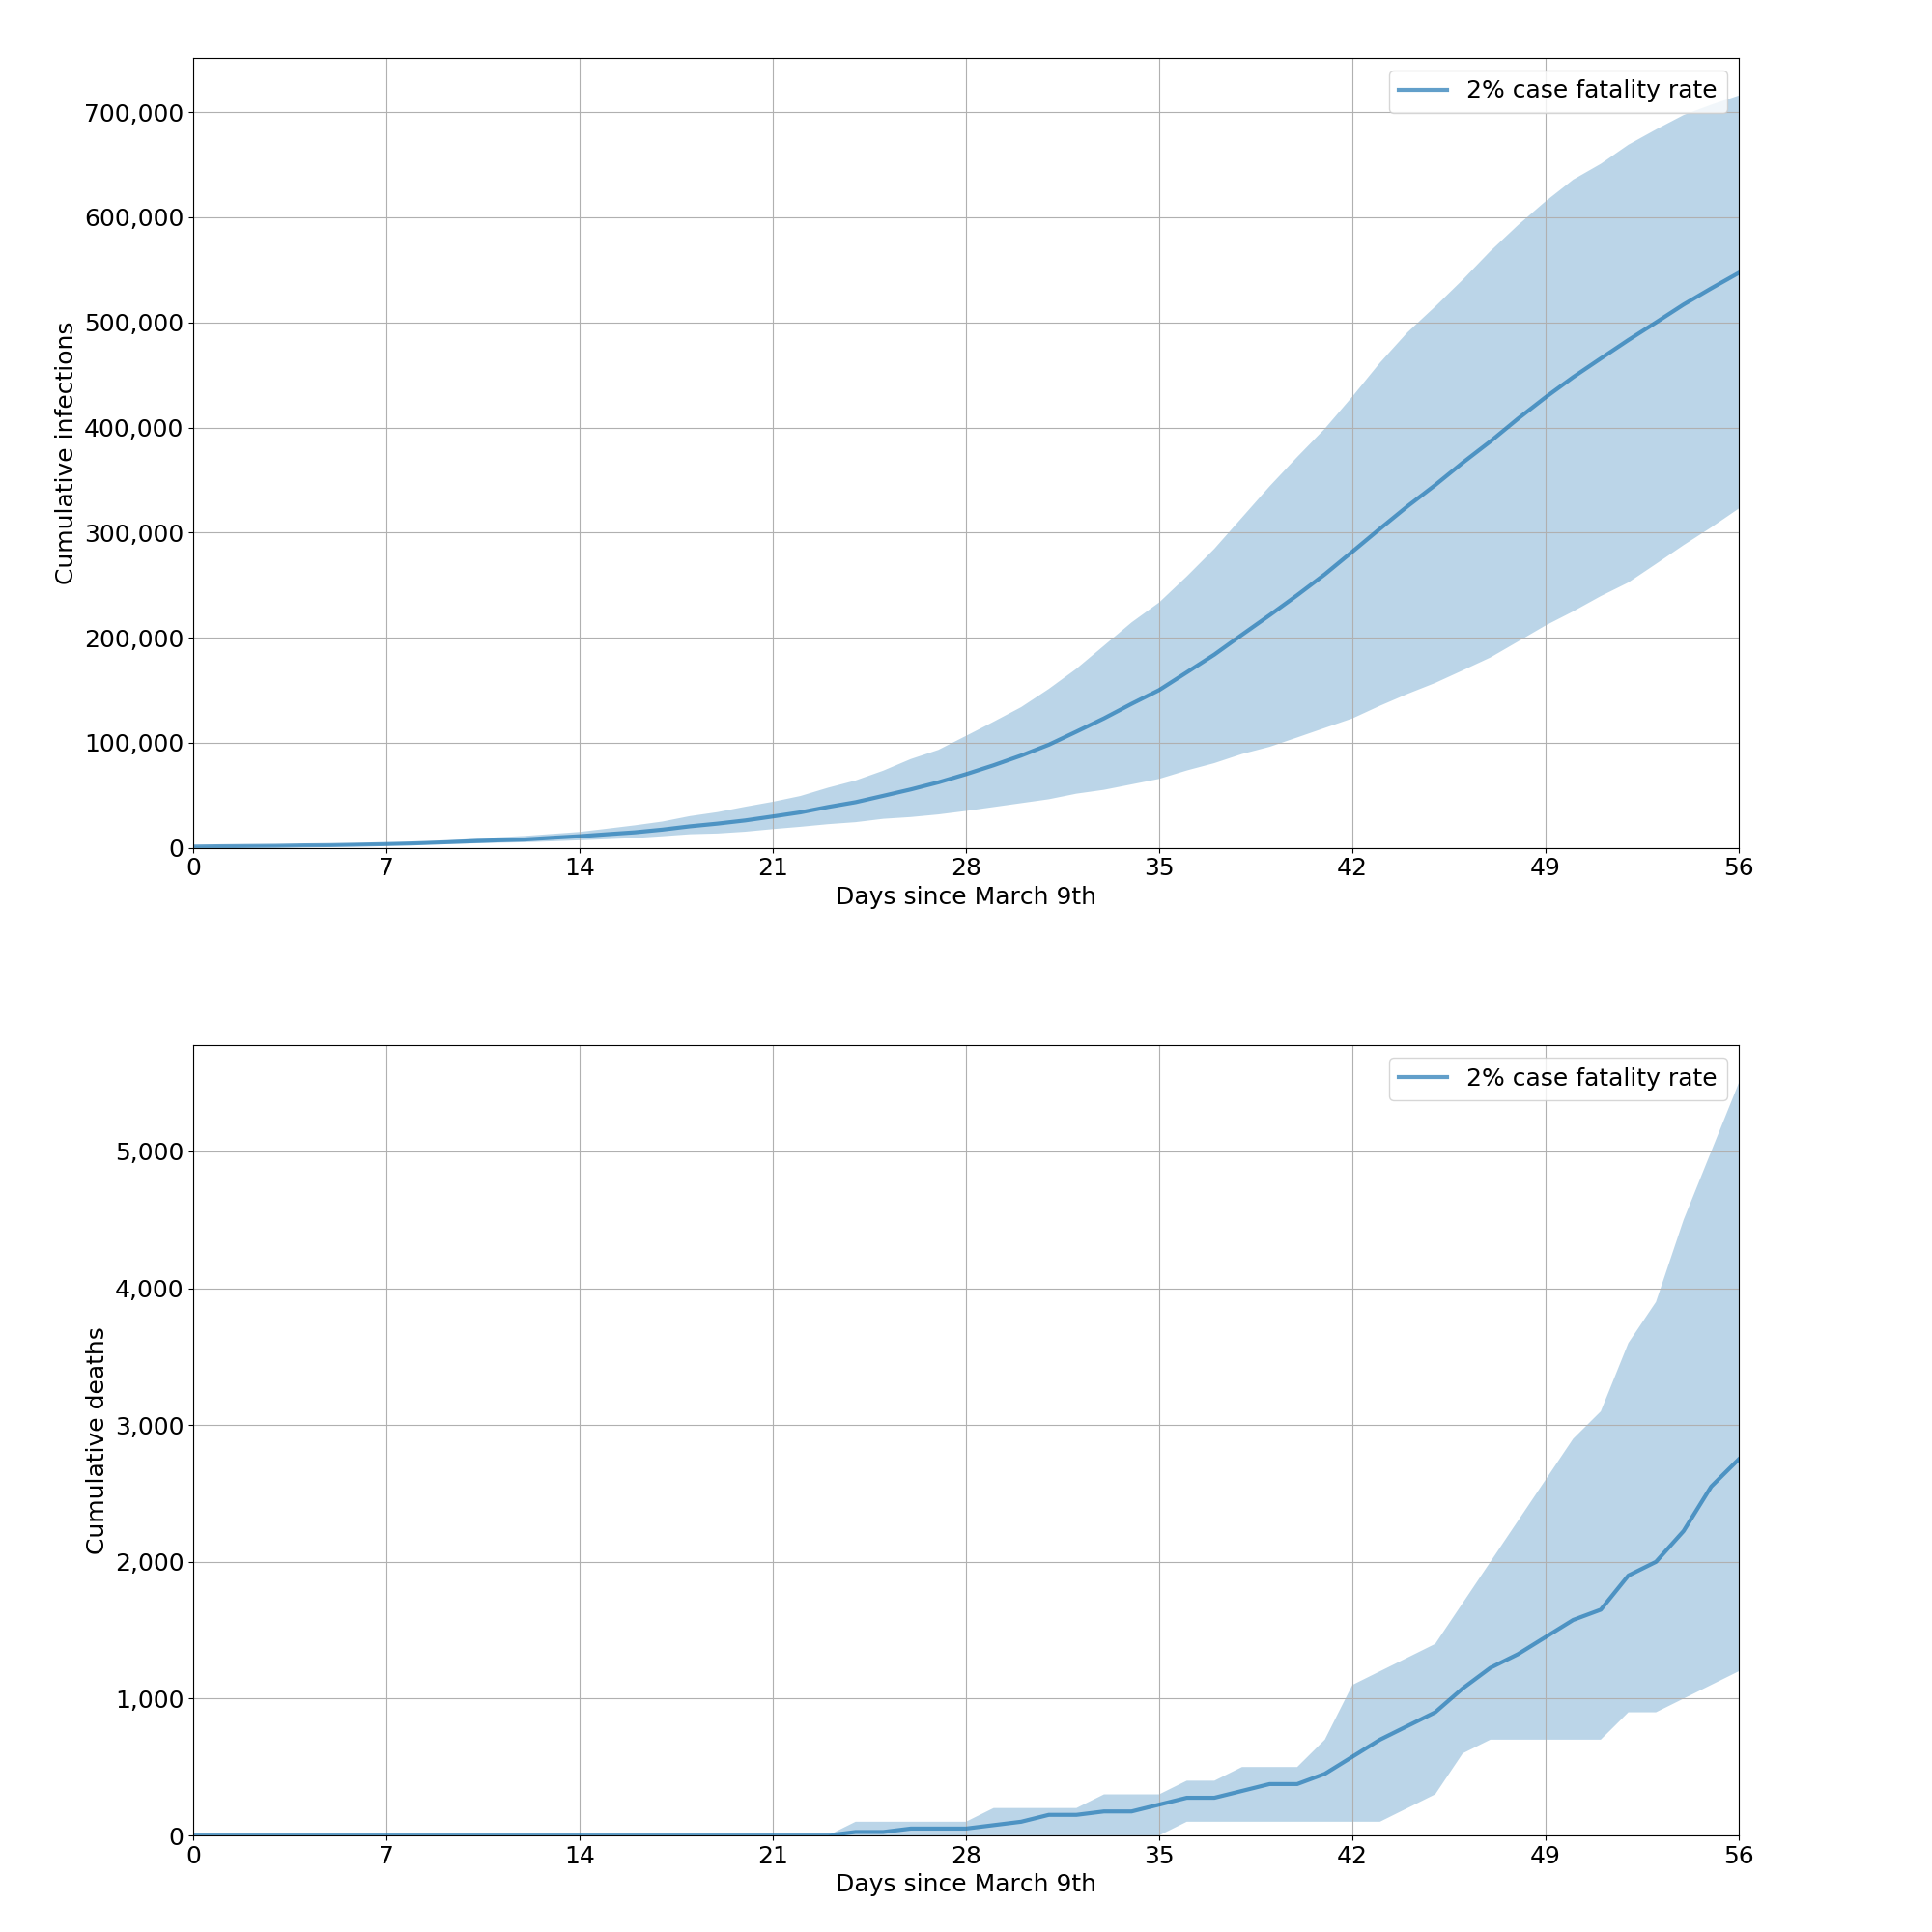 2% case fatality rate
700,000
600,000
500,000
400,000
300,000
200,000
100,000
0
Cumulative infections
0 7 14 21 28 35 42 49 56
Days since March 9th
2% case fatality rate
5,000
4,000
3,000
2,000
1,000
0
Cumulative deaths
0 7 14 21 28 35 42 49 56
Days since March 9th